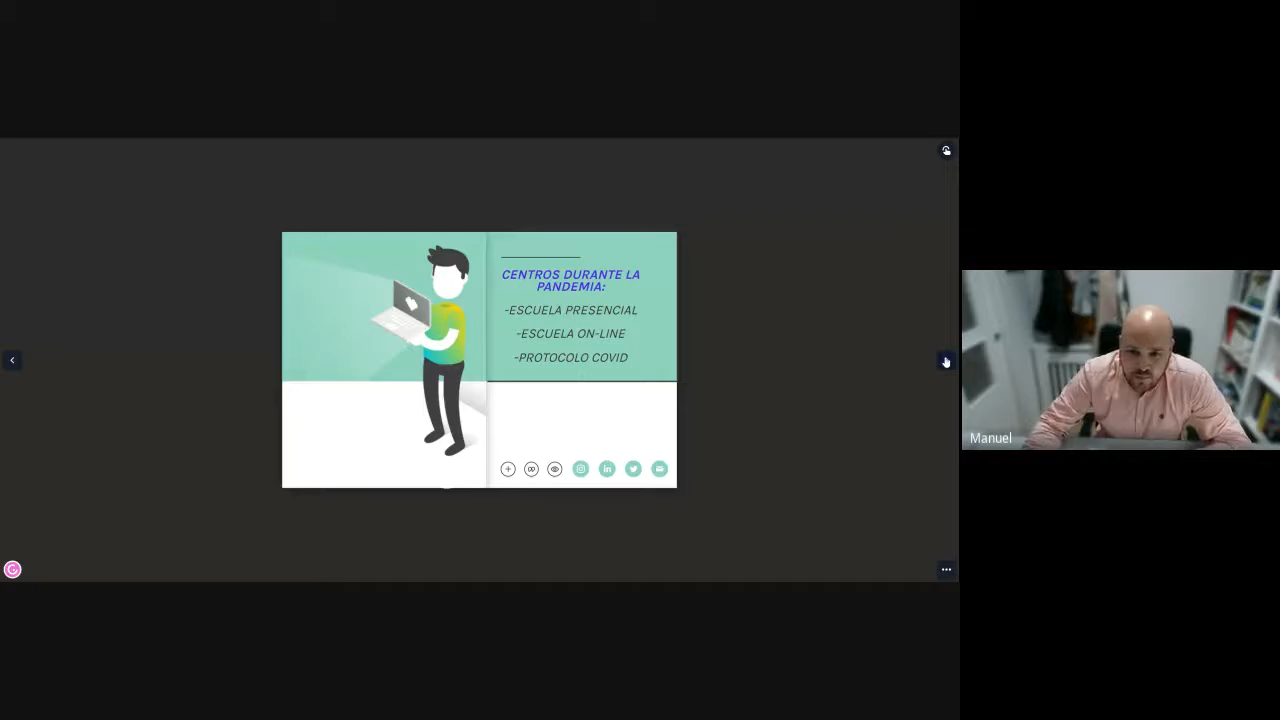 CENTROS DURANTE LA
PANDEMIA:
-ESCUELA PRESENCIAL
-ESCUELA ON-LINE
-PROTOCOLO COVID
Manuel